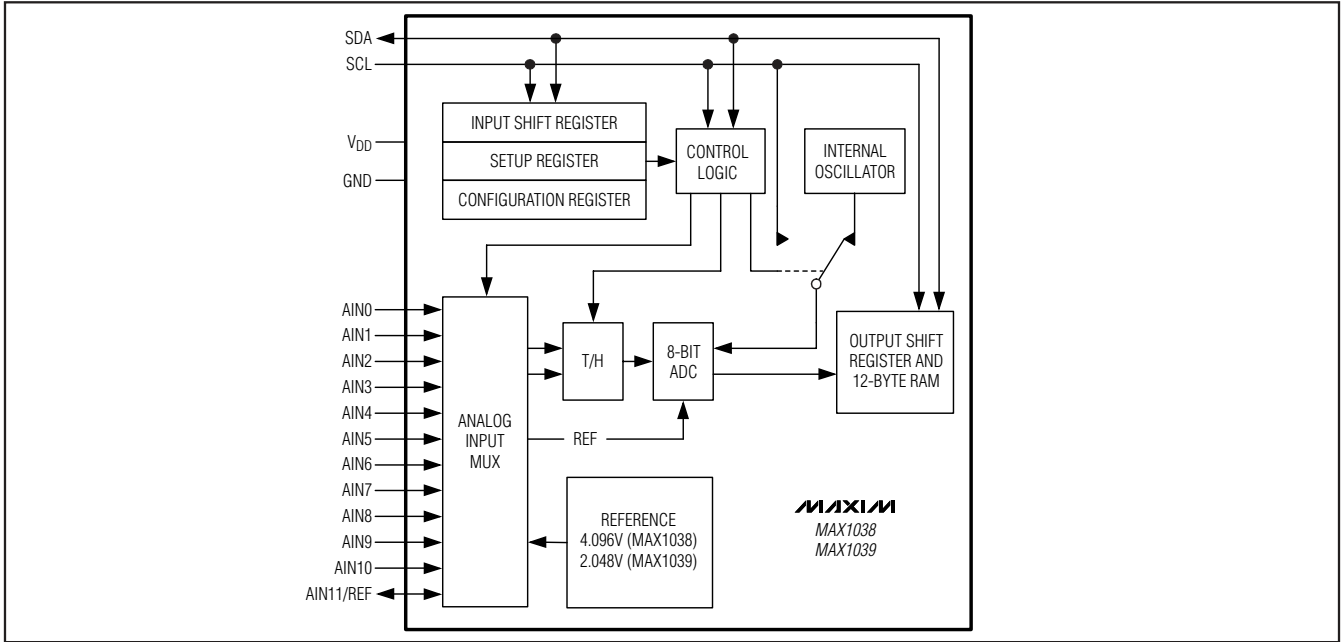 SDA
SCL
V_DD
GND
INPUT SHIFT REGISTER
SETUP REGISTER
CONFIGURATION REGISTER
CONTROL
LOGIC
INTERNAL
OSCILLATOR
AIN0
AIN1
AIN2
AIN3
AIN4
AIN5
AIN6
AIN7
AIN8
AIN9
AIN10
AIN11/REF
ANALOG
INPUT
MUX
T/H
8-BIT
ADC
OUTPUT SHIFT
REGISTER AND
12-BYTE RAM
REF
REFERENCE
4.096V (MAX1038)
2.048V (MAX1039)
MAXIM
MAX1038
MAX1039